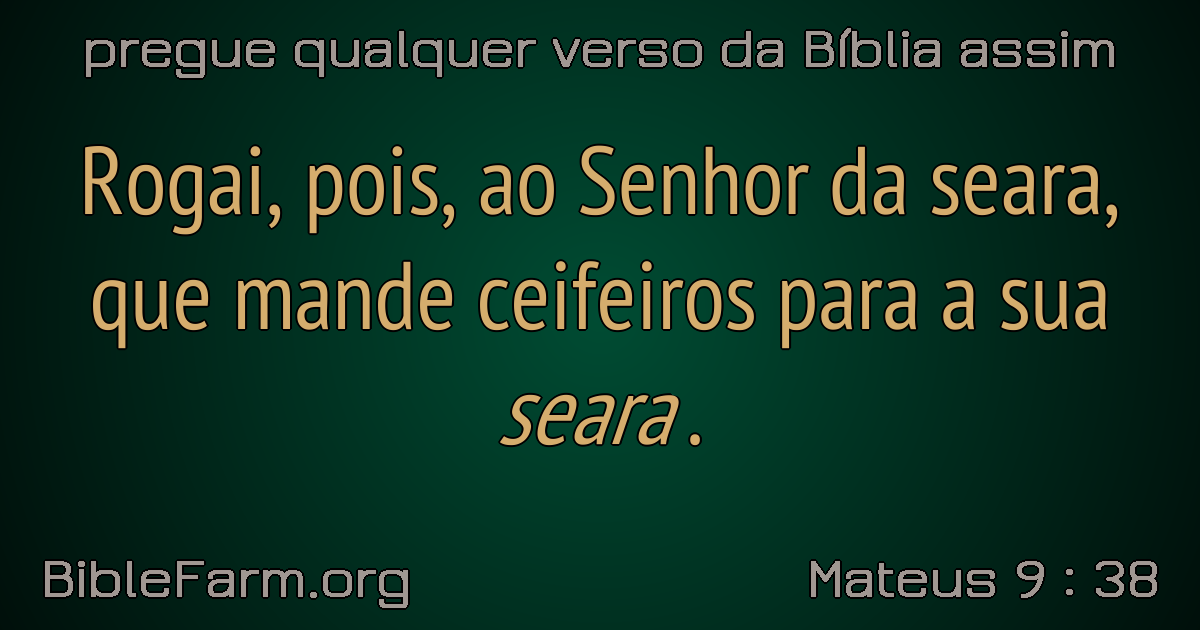 pregue qualquer verso da Bíblia assim
Rogai, pois, ao Senhor da seara,
que mande ceifeiros para a sua
seara .
BibleFarm.org
Mateus 9 : 38